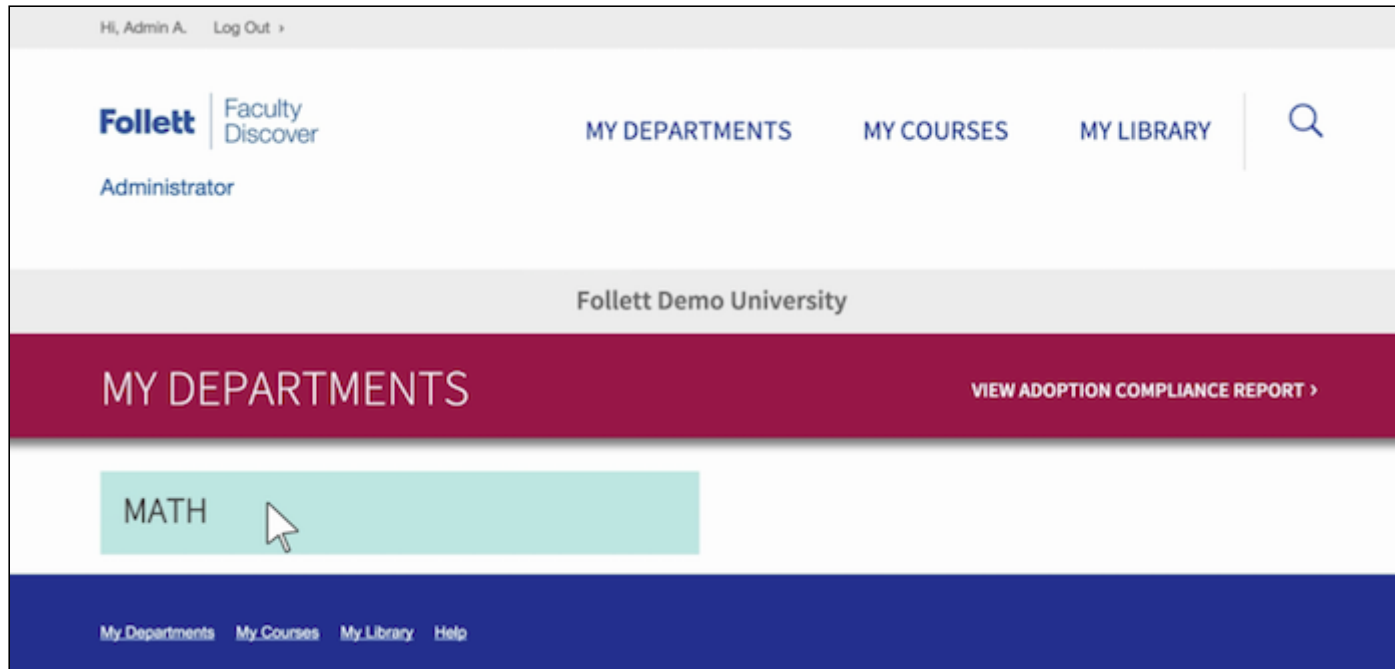 Hi, Admin A. Log Out ›
Follett Faculty Discover
Administrator
MY DEPARTMENTS MY COURSES MY LIBRARY
Follett Demo University
MY DEPARTMENTS VIEW ADOPTION COMPLIANCE REPORT ›
MATH
My Departments My Courses My Library Help